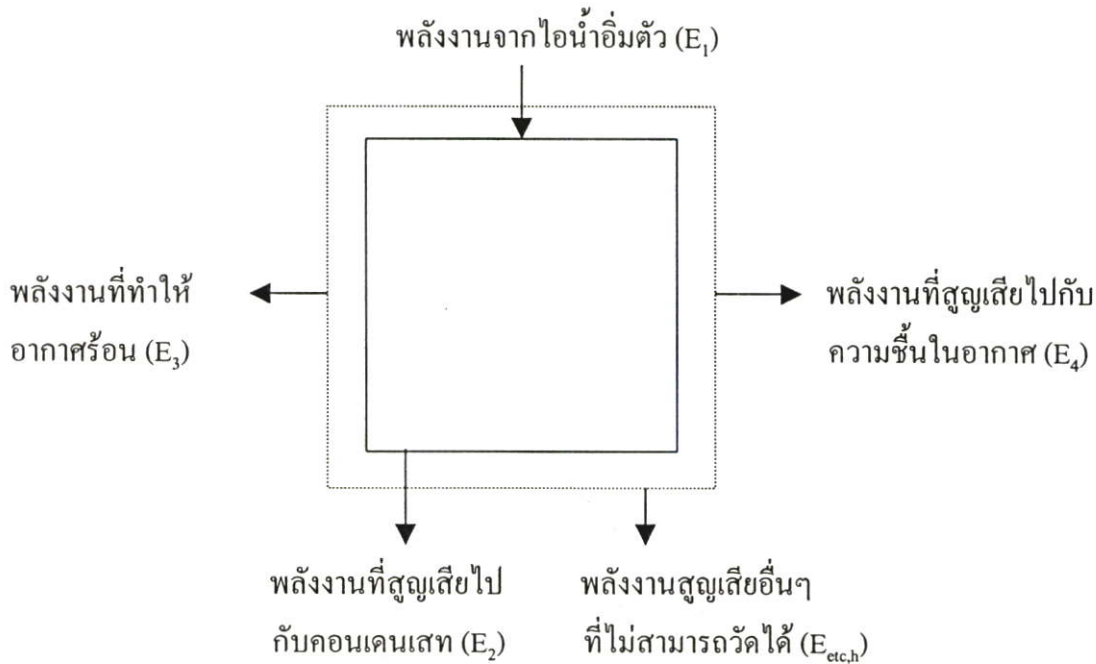 พลังงานจากไอน้ำอิ่มตัว (E₁)
พลังงานที่ทำให้
อากาศร้อน (E₃)
พลังงานที่สูญเสียไปกับ
ความชื้นในอากาศ (E₄)
พลังงานที่สูญเสียไป
กับคอนเดนเสท (E₂)
พลังงานสูญเสียอื่นๆ
ที่ไม่สามารถวัดได้ (Eetc,h)